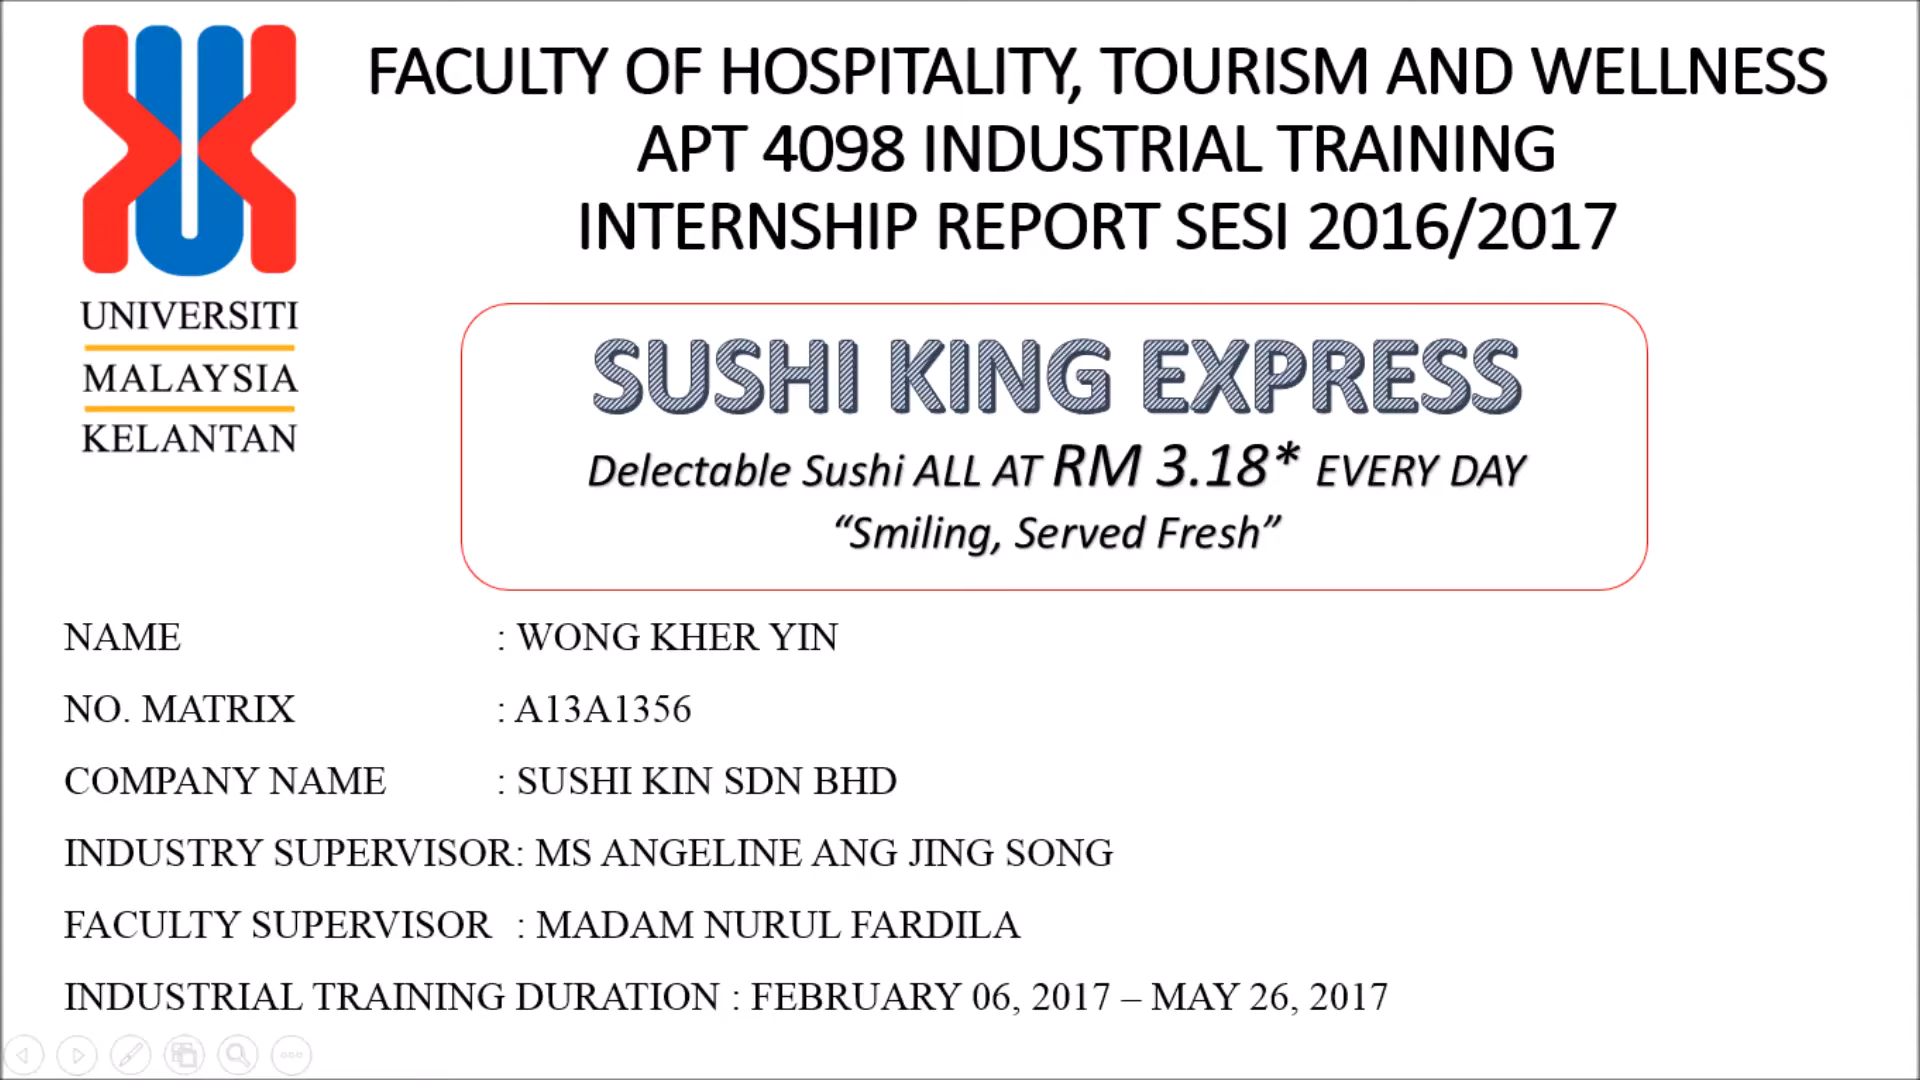 FACULTY OF HOSPITALITY, TOURISM AND WELLNESS
APT 4098 INDUSTRIAL TRAINING
INTERNSHIP REPORT SESI 2016/2017
UNIVERSITI
MALAYSIA
KELANTAN
SUSHI KING EXPRESS
Delectable Sushi ALL AT RM 3.18* EVERY DAY
“Smiling, Served Fresh”
NAME : WONG KHER YIN
NO. MATRIX : A13A1356
COMPANY NAME : SUSHI KIN SDN BHD
INDUSTRY SUPERVISOR: MS ANGELINE ANG JING SONG
FACULTY SUPERVISOR : MADAM NURUL FARDILA
INDUSTRIAL TRAINING DURATION : FEBRUARY 06, 2017 – MAY 26, 2017